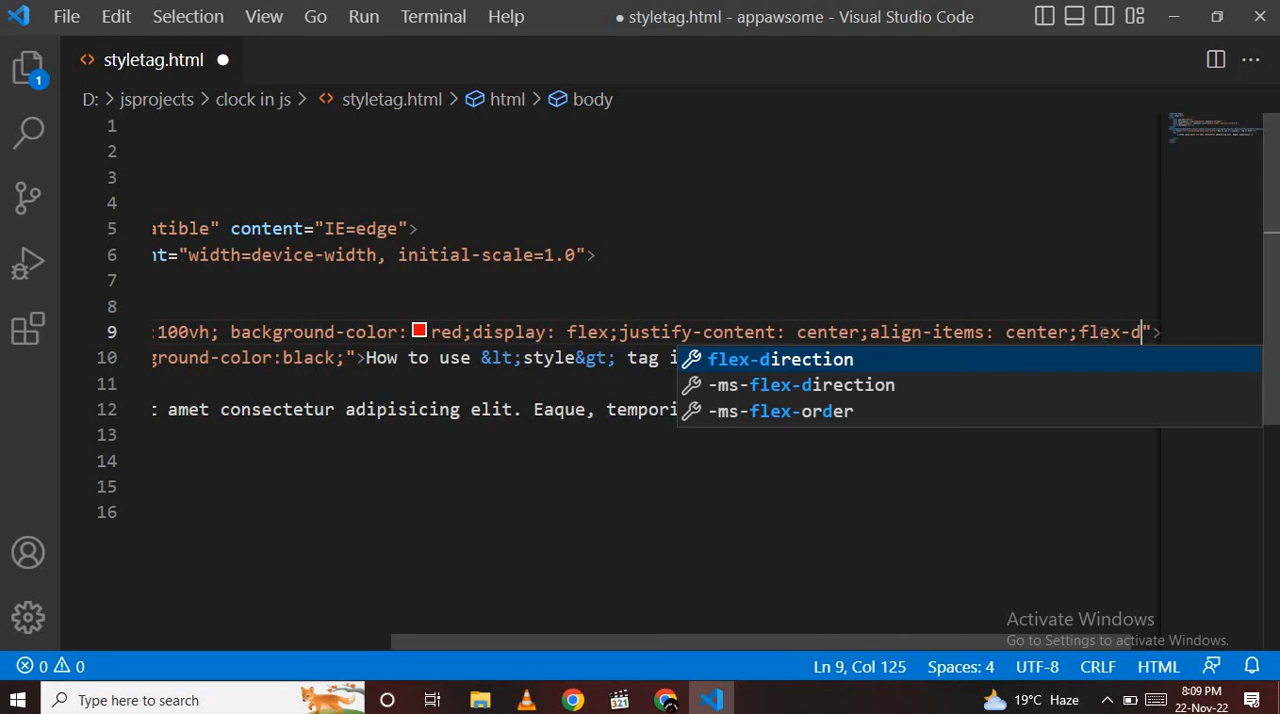 File Edit Selection View Go Run Terminal Help ● styletag.html - appawsome - Visual Studio Code
<> styletag.html ●
1
D: > jsprojects > clock in js > <> styletag.html > html > body
1
2
3
4
5 atible" content="IE=edge">
6 nt="width=device-width, initial-scale=1.0">
7
8
9 :100vh; background-color: red;display: flex;justify-content: center;align-items: center;flex-d">
10 ground-color:black;">How to use &lt;style&gt; tag i
flex-direction
11
-ms-flex-direction
12 t amet consectetur adipisicing elit. Eaque, tempori
-ms-flex-order
13
14
15
16
Activate Windows
Go to Settings to activate Windows.
0 0 Ln 9, Col 125 Spaces: 4 UTF-8 CRLF HTML
Type here to search 321 19°C Haze 8:09 PM
22-Nov-22